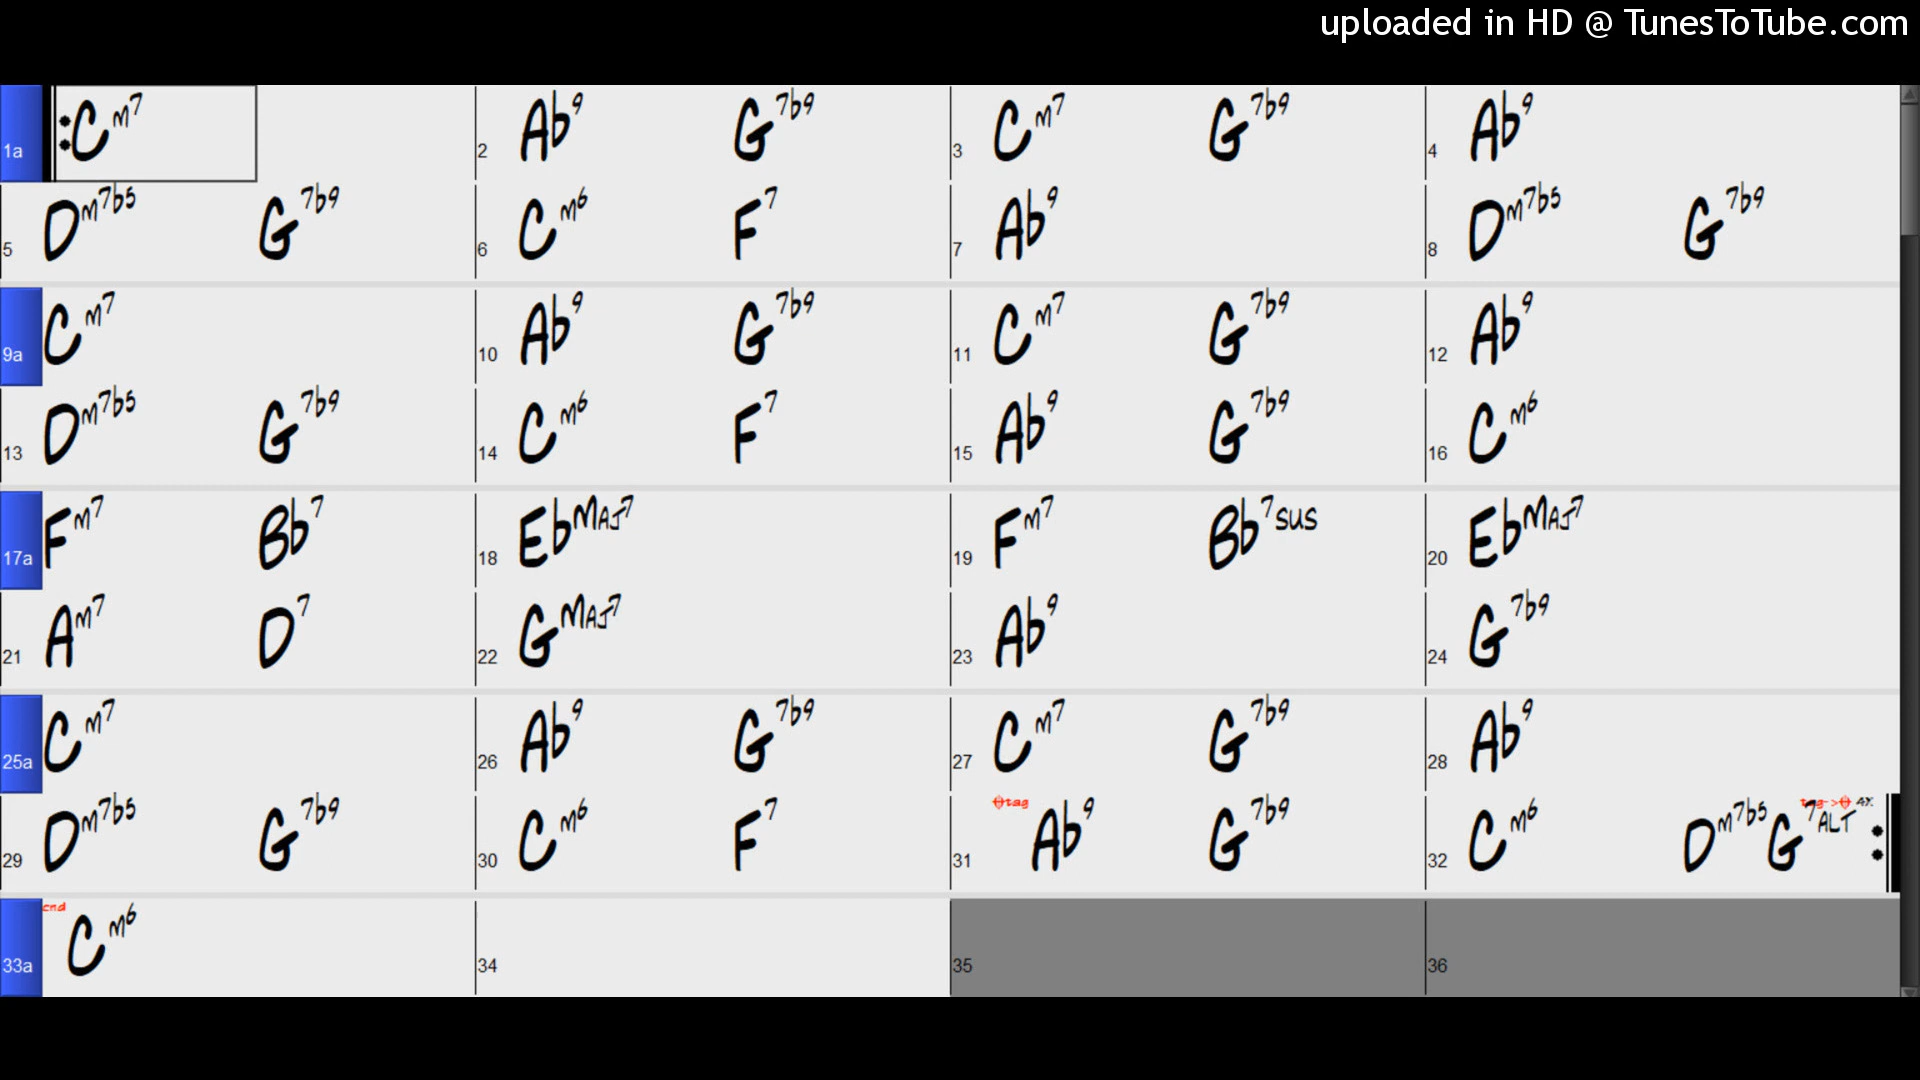 uploaded in HD @ TunesToTube.com
1a Cm7 2 Ab9 G7b9 3 Cm7 G7b9 4 Ab9
5 Dm7b5 G7b9 6 Cm6 F7 7 Ab9 8 Dm7b5 G7b9
9a Cm7 10 Ab9 G7b9 11 Cm7 G7b9 12 Ab9
13 Dm7b5 G7b9 14 Cm6 F7 15 Ab9 G7b9 16 Cm6
17a Fm7 Bb7 18 EbMAJ7 19 Fm7 Bb7SUS 20 EbMAJ7
21 Am7 D7 22 GMAJ7 23 Ab9 24 G7b9
25a Cm7 26 Ab9 G7b9 27 Cm7 G7b9 28 Ab9
29 Dm7b5 G7b9 30 Cm6 F7 31 tag Ab9 G7b9 32 Cm6 Dm7b5 G7ALT tag-> 4x
33a end Cm6 34 35 36